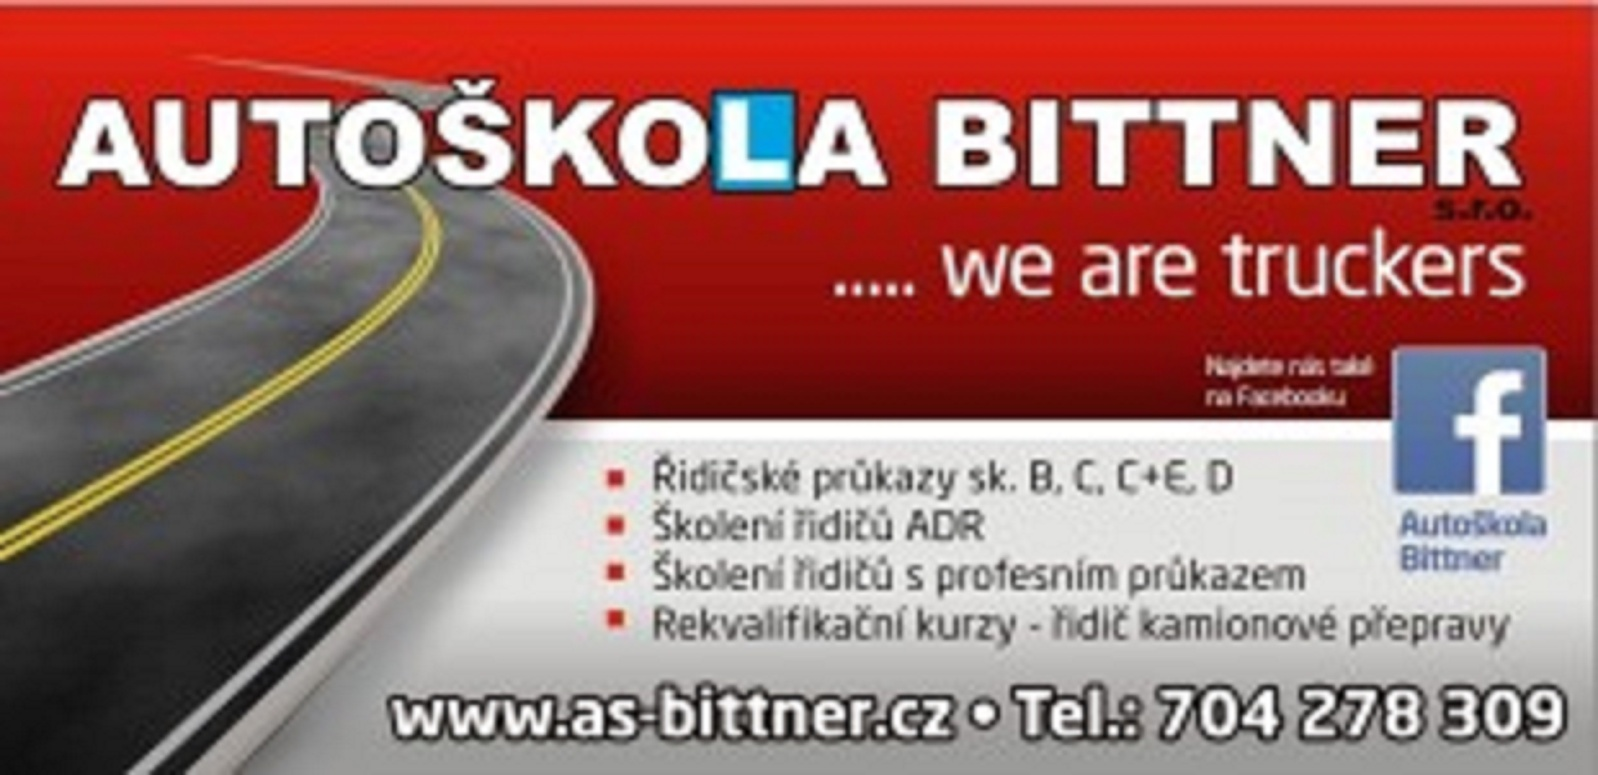 AUTOŠKOLA BITTNER
s.r.o.
..... we are truckers
Najdete nás také
na Facebooku
f
▪ Řidičské průkazy sk. B, C, C+E, D
▪ Školení řidičů ADR
▪ Školení řidičů s profesním průkazem
▪ Rekvalifikační kurzy - řidič kamionové přepravy
Autoškola
Bittner
www.as-bittner.cz • Tel.: 704 278 309